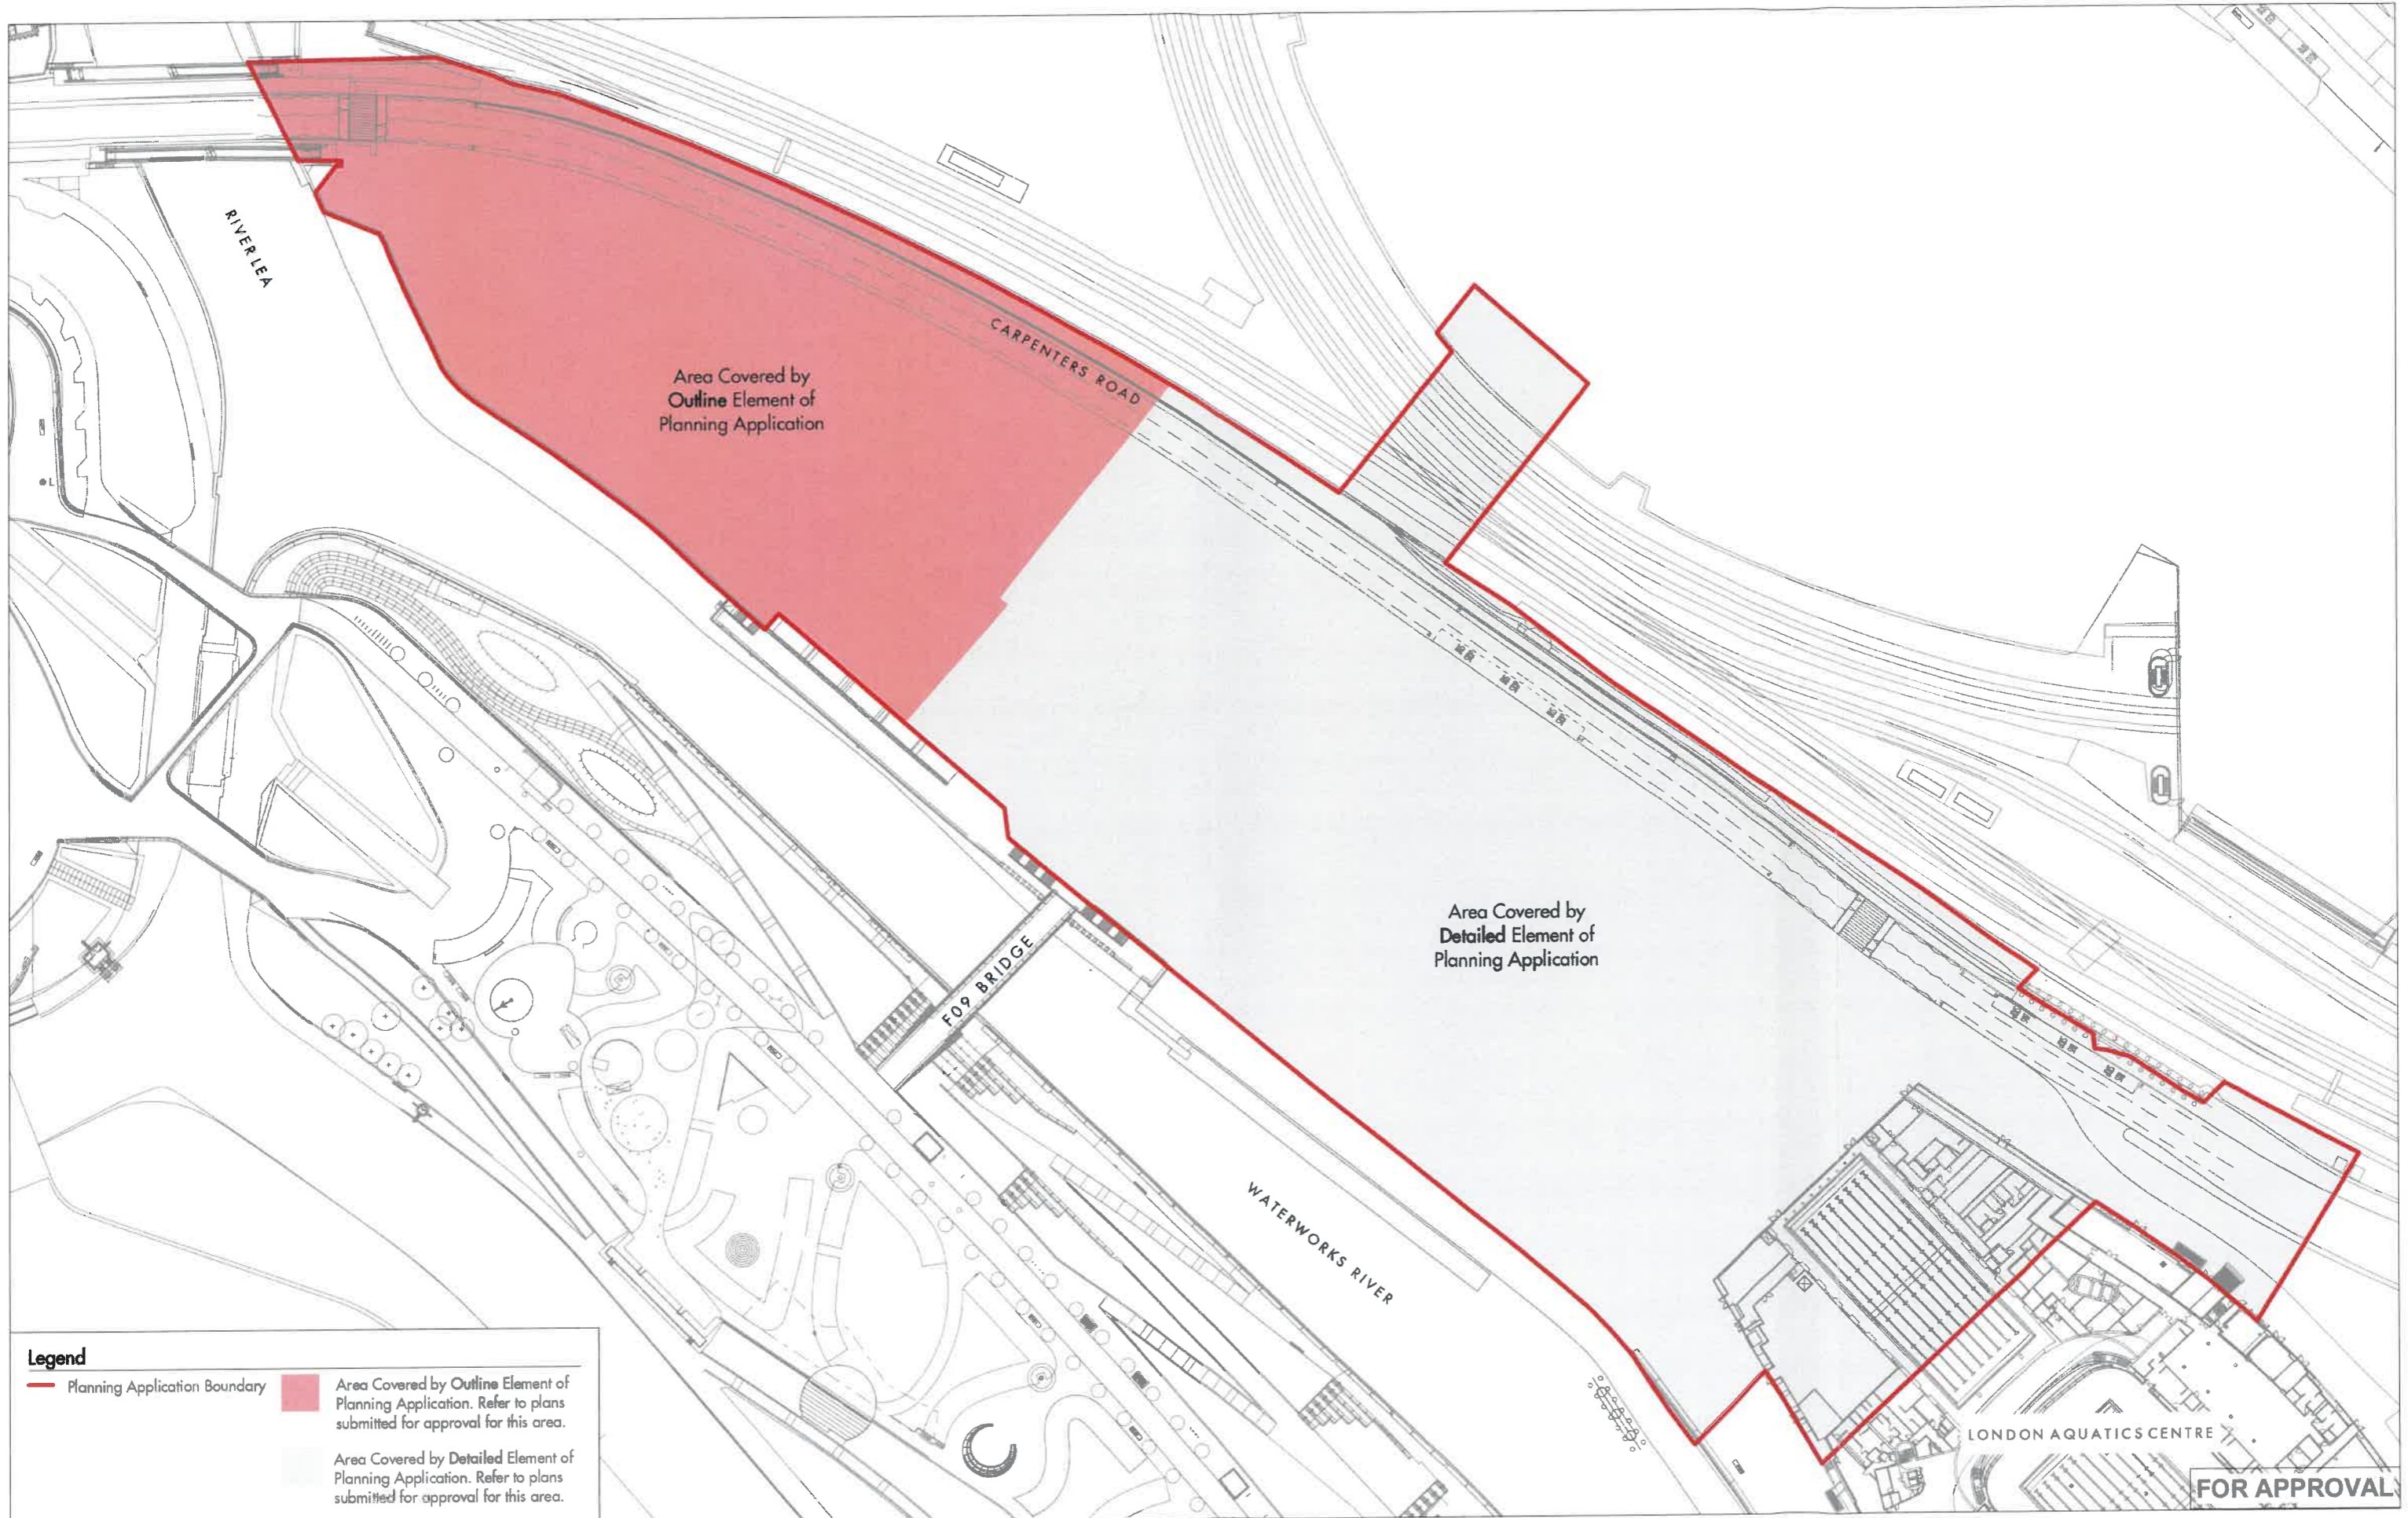 RIVER LEA
CARPENTERS ROAD
Area Covered by
Outline Element of
Planning Application
L
Area Covered by
Detailed Element of
Planning Application
F09 BRIDGE
WATERWORKS RIVER
LONDON AQUATICS CENTRE
FOR APPROVAL
Legend
Planning Application Boundary
Area Covered by Outline Element of
Planning Application. Refer to plans
submitted for approval for this area.
Area Covered by Detailed Element of
Planning Application. Refer to plans
submitted for approval for this area.